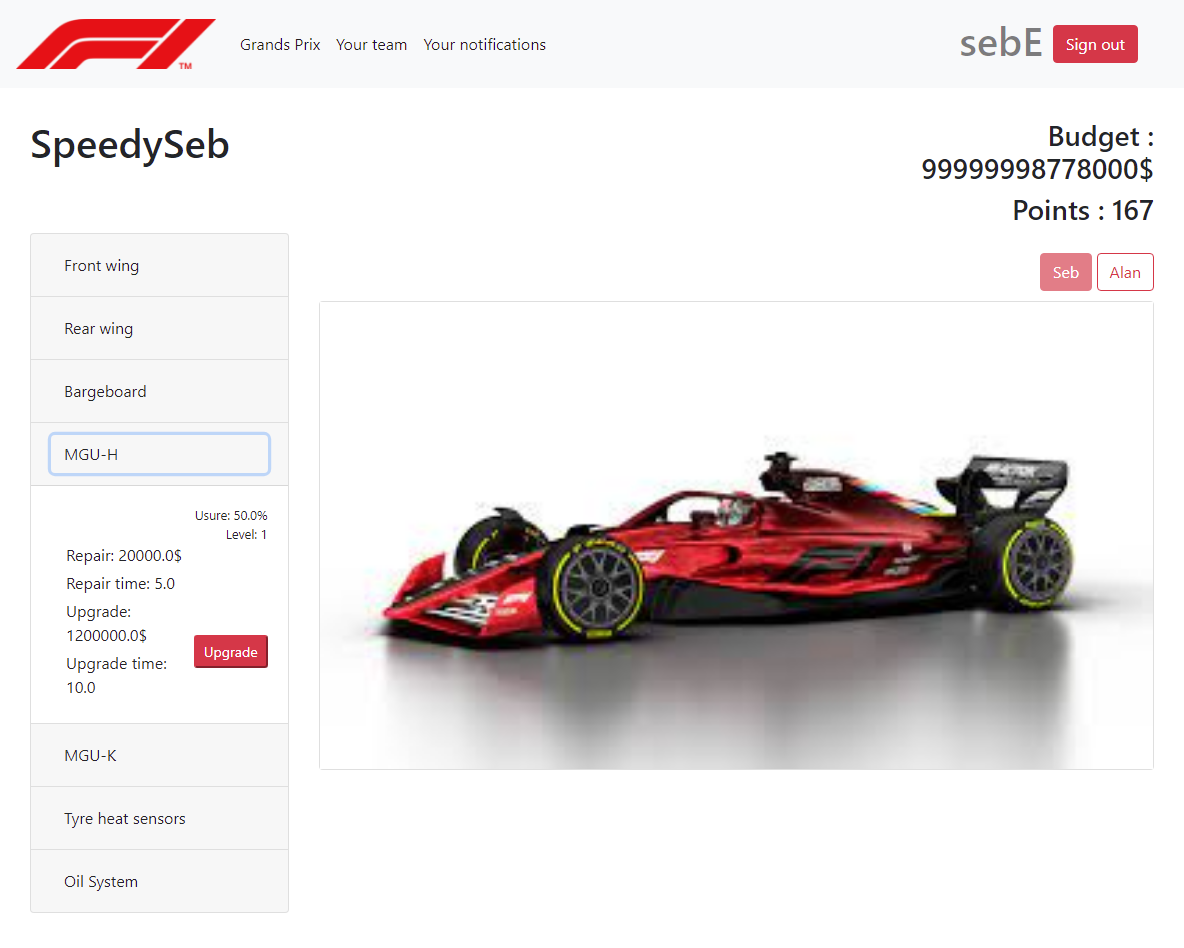 F1
TM
Grands Prix Your team Your notifications
sebE Sign out
SpeedySeb
Budget :
99999998778000$
Points : 167
Seb Alan
Front wing
Rear wing
Bargeboard
MGU-H
Usure: 50.0%
Level: 1
Repair: 20000.0$
Repair time: 5.0
Upgrade:
1200000.0$
Upgrade time:
10.0
Upgrade
MGU-K
Tyre heat sensors
Oil System